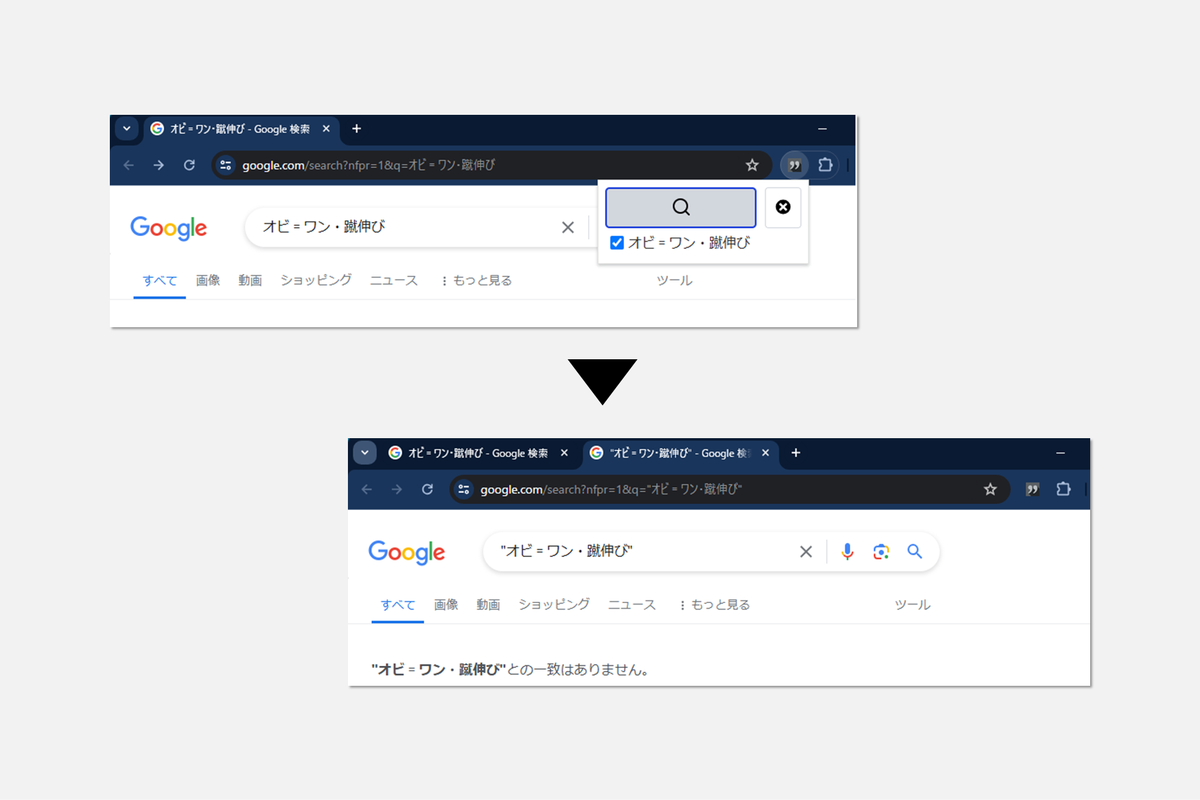 オビ＝ワン・蹴伸び - Google 検索
google.com/search?nfpr=1&q=オビ＝ワン・蹴伸び
Google
オビ＝ワン・蹴伸び
オビ＝ワン・蹴伸び
すべて 画像 動画 ショッピング ニュース もっと見る ツール
オビ＝ワン・蹴伸び - Google 検索
"オビ＝ワン・蹴伸び" - Google 検
google.com/search?nfpr=1&q="オビ＝ワン・蹴伸び"
Google
"オビ＝ワン・蹴伸び"
すべて 画像 動画 ショッピング ニュース もっと見る ツール
"オビ＝ワン・蹴伸び"との一致はありません。